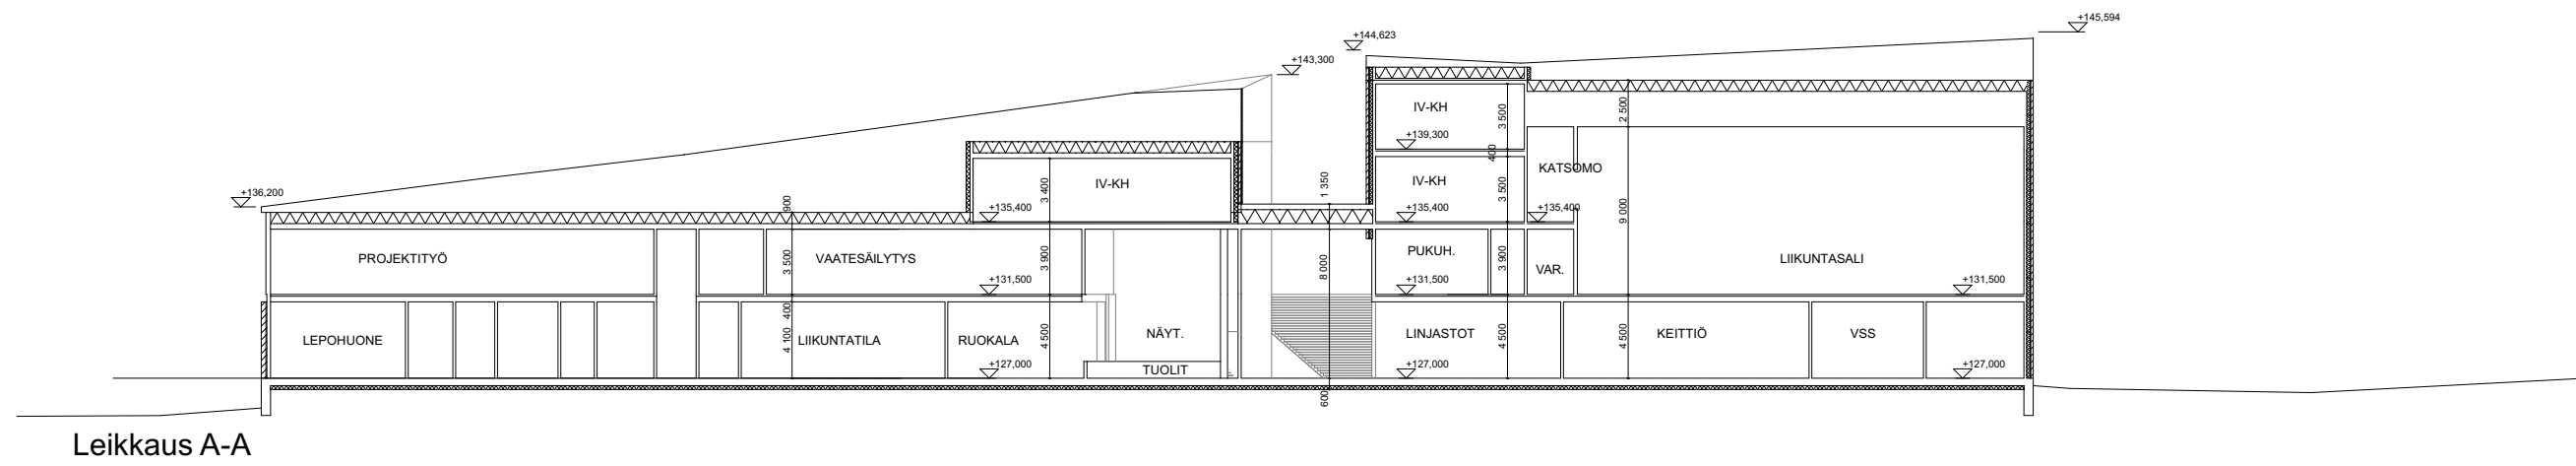 +145,594
+144,623
+143,300
2 500
IV-KH
3 500
+139,300
400
KATSOMO
IV-KH
3 400
IV-KH
3 500
1 350
+136,200
900
+135,400
+135,400
+135,400
9 000
PROJEKTITYÖ
VAATESÄILYTYS
3 500
3 900
8 000
PUKUH.
3 900
VAR.
LIIKUNTASALI
+131,500
+131,500
+131,500
400
LEPOHUONE
4 100
LIIKUNTATILA
RUOKALA
4 500
NÄYT.
LINJASTOT
4 500
KEITTIÖ
4 500
VSS
+127,000
TUOLIT
+127,000
+127,000
600
Leikkaus A-A